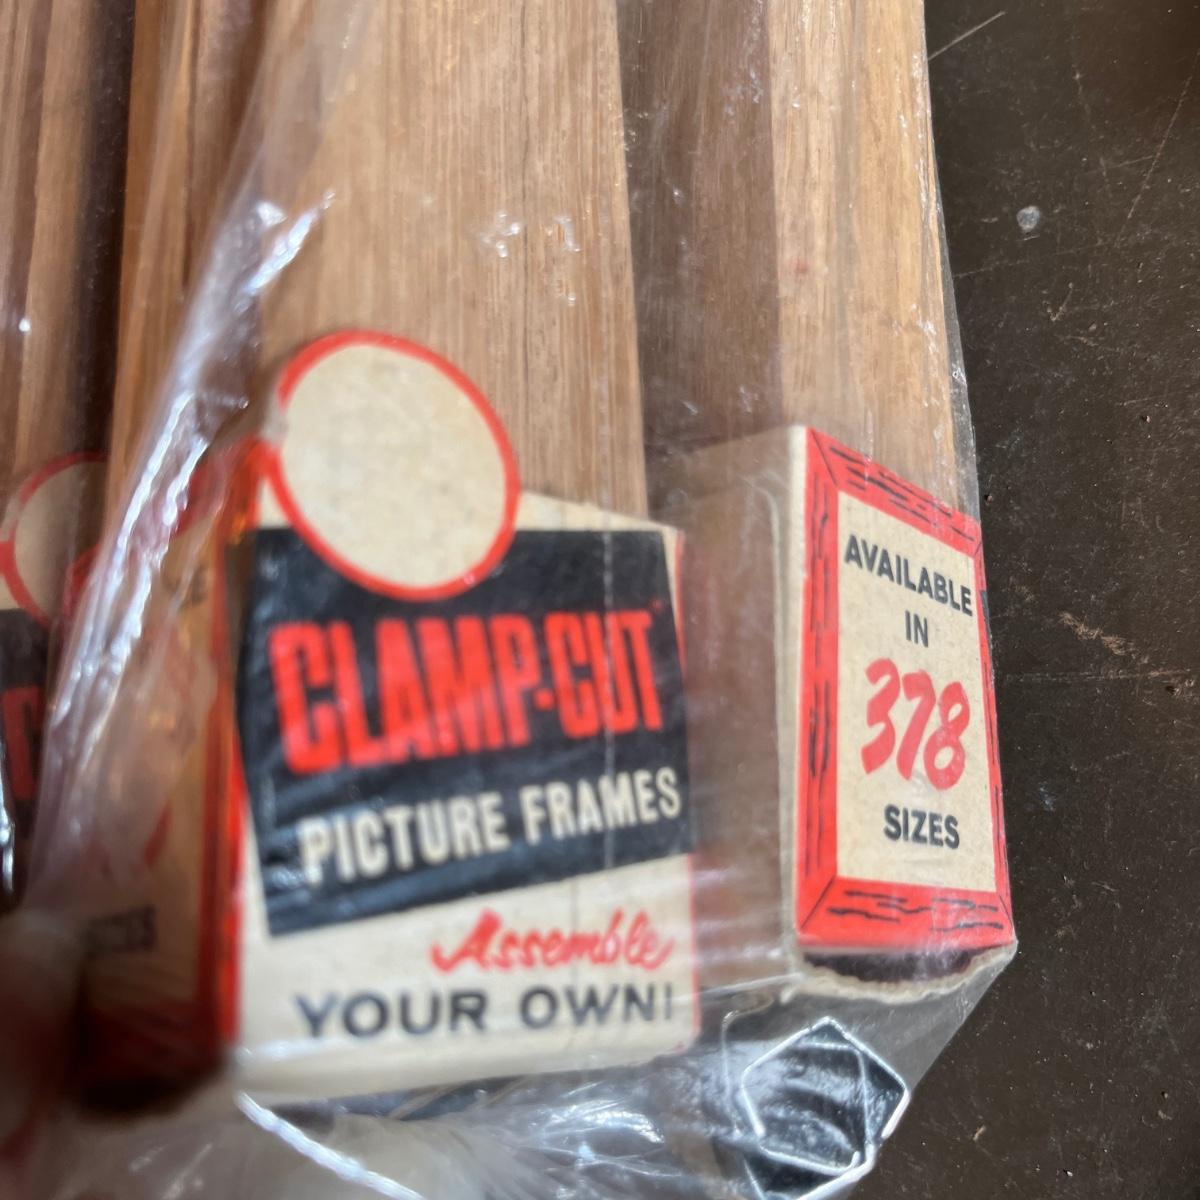 CLAMP-CUT
PICTURE FRAMES
Assemble
YOUR OWN!
AVAILABLE
IN
378
SIZES